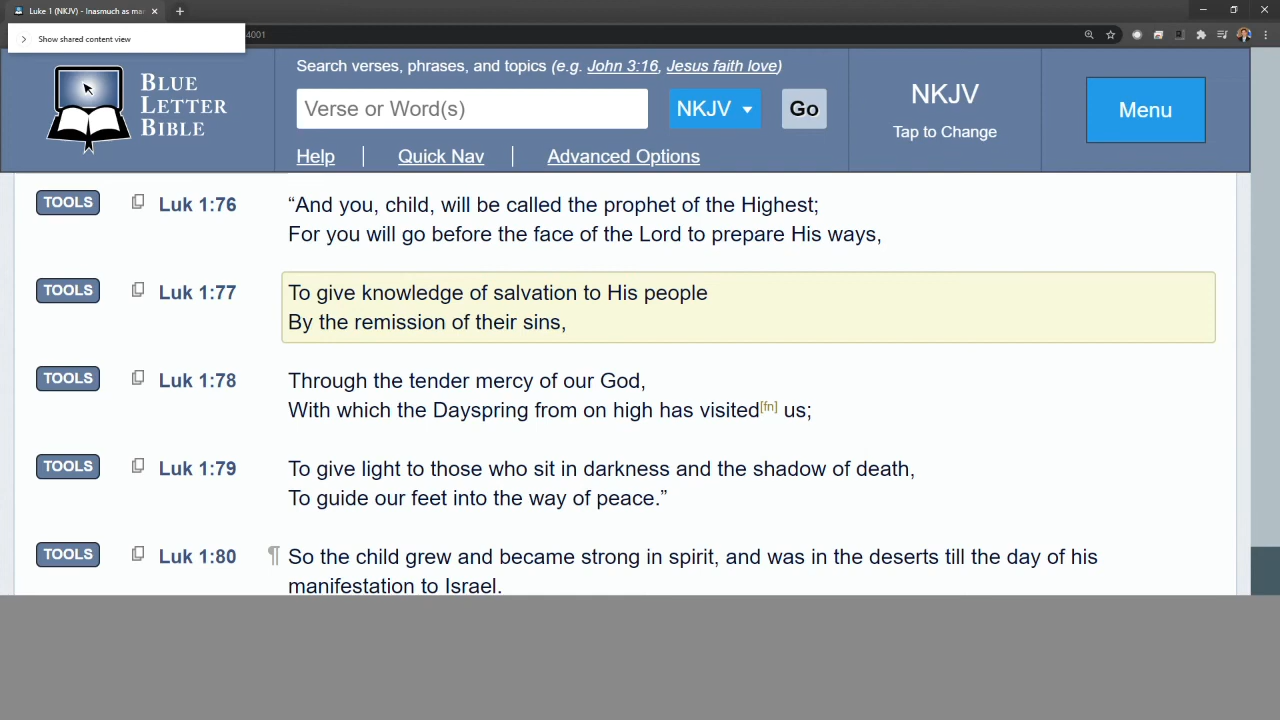 Luke 1 (NKJV) - Inasmuch as ma
Show shared content view
4001
BLUE
LETTER
BIBLE
Search verses, phrases, and topics (e.g. John 3:16, Jesus faith love)
Verse or Word(s)
NKJV
Go
Help
Quick Nav
Advanced Options
NKJV
Tap to Change
Menu
TOOLS Luk 1:76 “And you, child, will be called the prophet of the Highest;
For you will go before the face of the Lord to prepare His ways,
TOOLS Luk 1:77 To give knowledge of salvation to His people
By the remission of their sins,
TOOLS Luk 1:78 Through the tender mercy of our God,
With which the Dayspring from on high has visited[fn] us;
TOOLS Luk 1:79 To give light to those who sit in darkness and the shadow of death,
To guide our feet into the way of peace.”
TOOLS Luk 1:80 ¶ So the child grew and became strong in spirit, and was in the deserts till the day of his
manifestation to Israel.